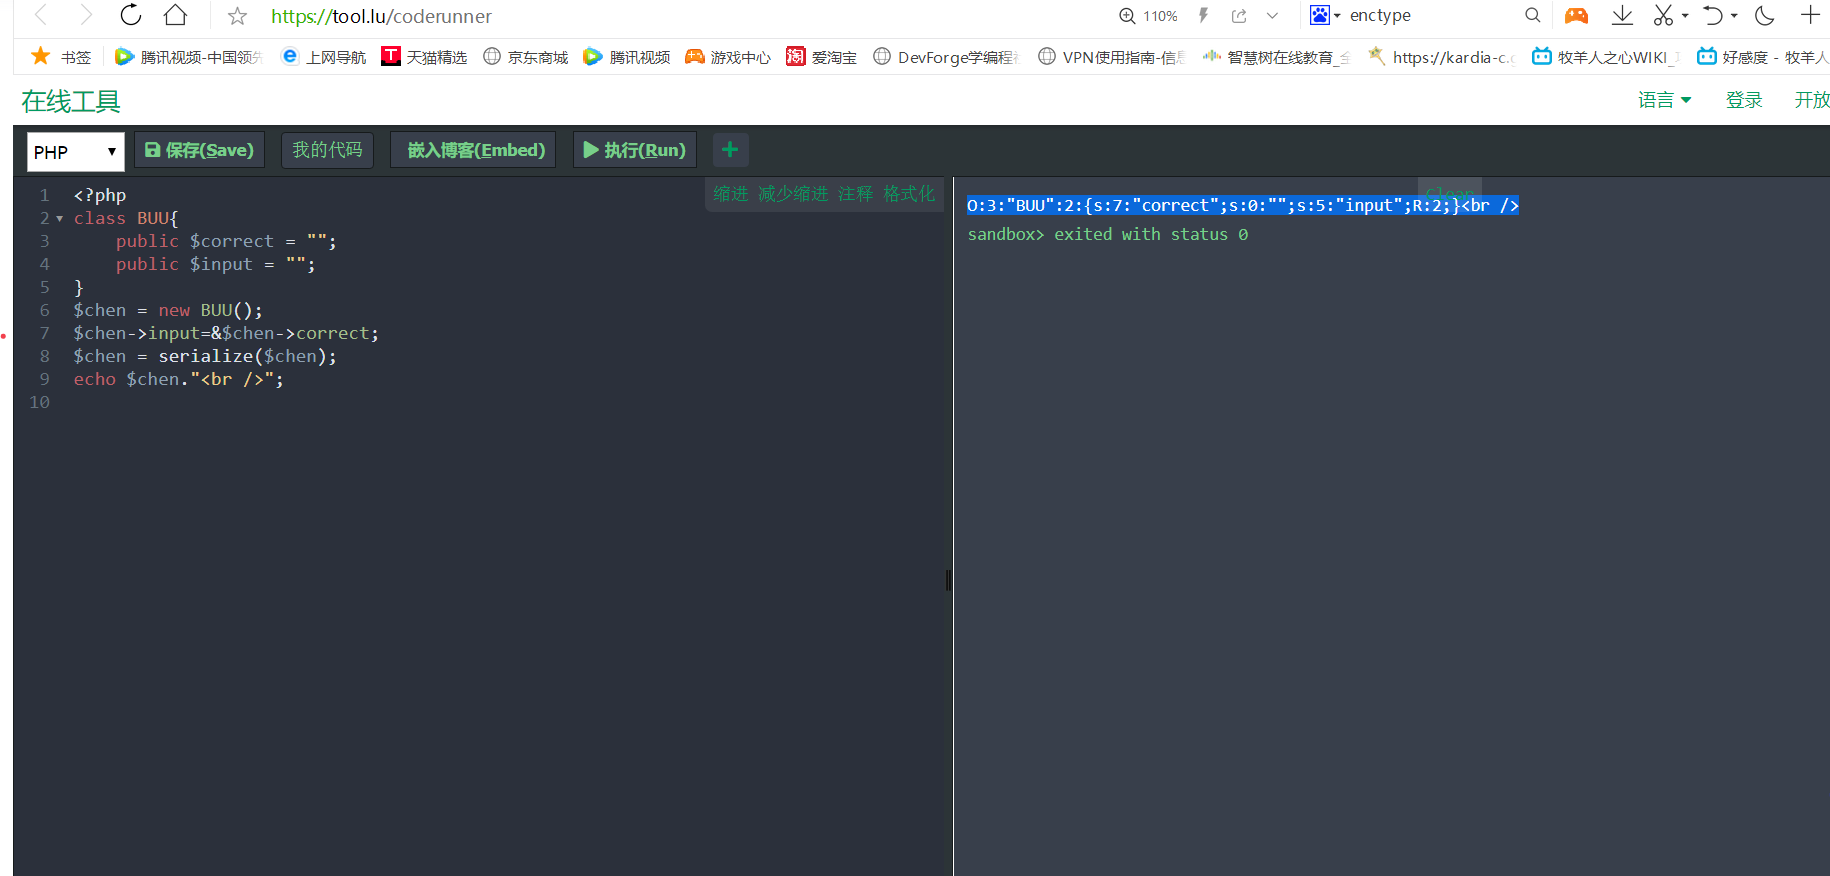 https://tool.lu/coderunner
110%
enctype
书签
腾讯视频-中国领先
上网导航
天猫精选
京东商城
腾讯视频
游戏中心
爱淘宝
DevForge学编程
VPN使用指南-信息
智慧树在线教育_全
https://kardia-c.g
牧羊人之心WIKI_
好感度 - 牧羊人
在线工具
语言
登录
开放
PHP
保存(Save)
我的代码
嵌入博客(Embed)
执行(Run)
缩进 减少缩进 注释 格式化
Clean
1 <?php
2 class BUU{
3     public $correct = "";
4     public $input = "";
5 }
6 $chen = new BUU();
7 $chen->input=&$chen->correct;
8 $chen = serialize($chen);
9 echo $chen."<br />";
10
O:3:"BUU":2:{s:7:"correct";s:0:"";s:5:"input";R:2;}<br />
sandbox> exited with status 0